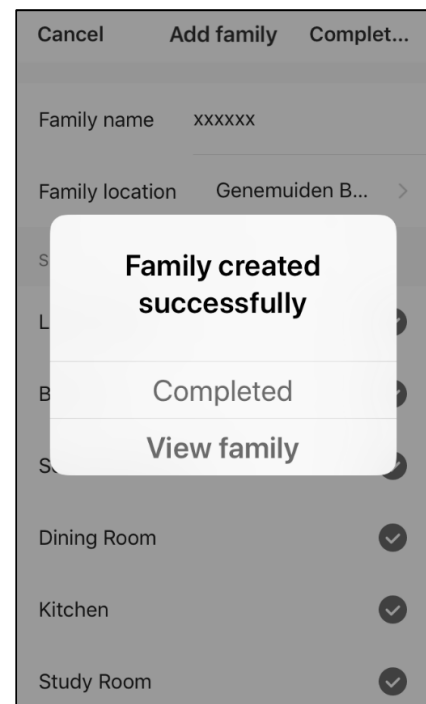 Cancel Add family Complet...
Family name xxxxxx
Family location Genemuiden B... >
S
Family created
successfully
L
B
Completed
S
View family
Dining Room
Kitchen
Study Room